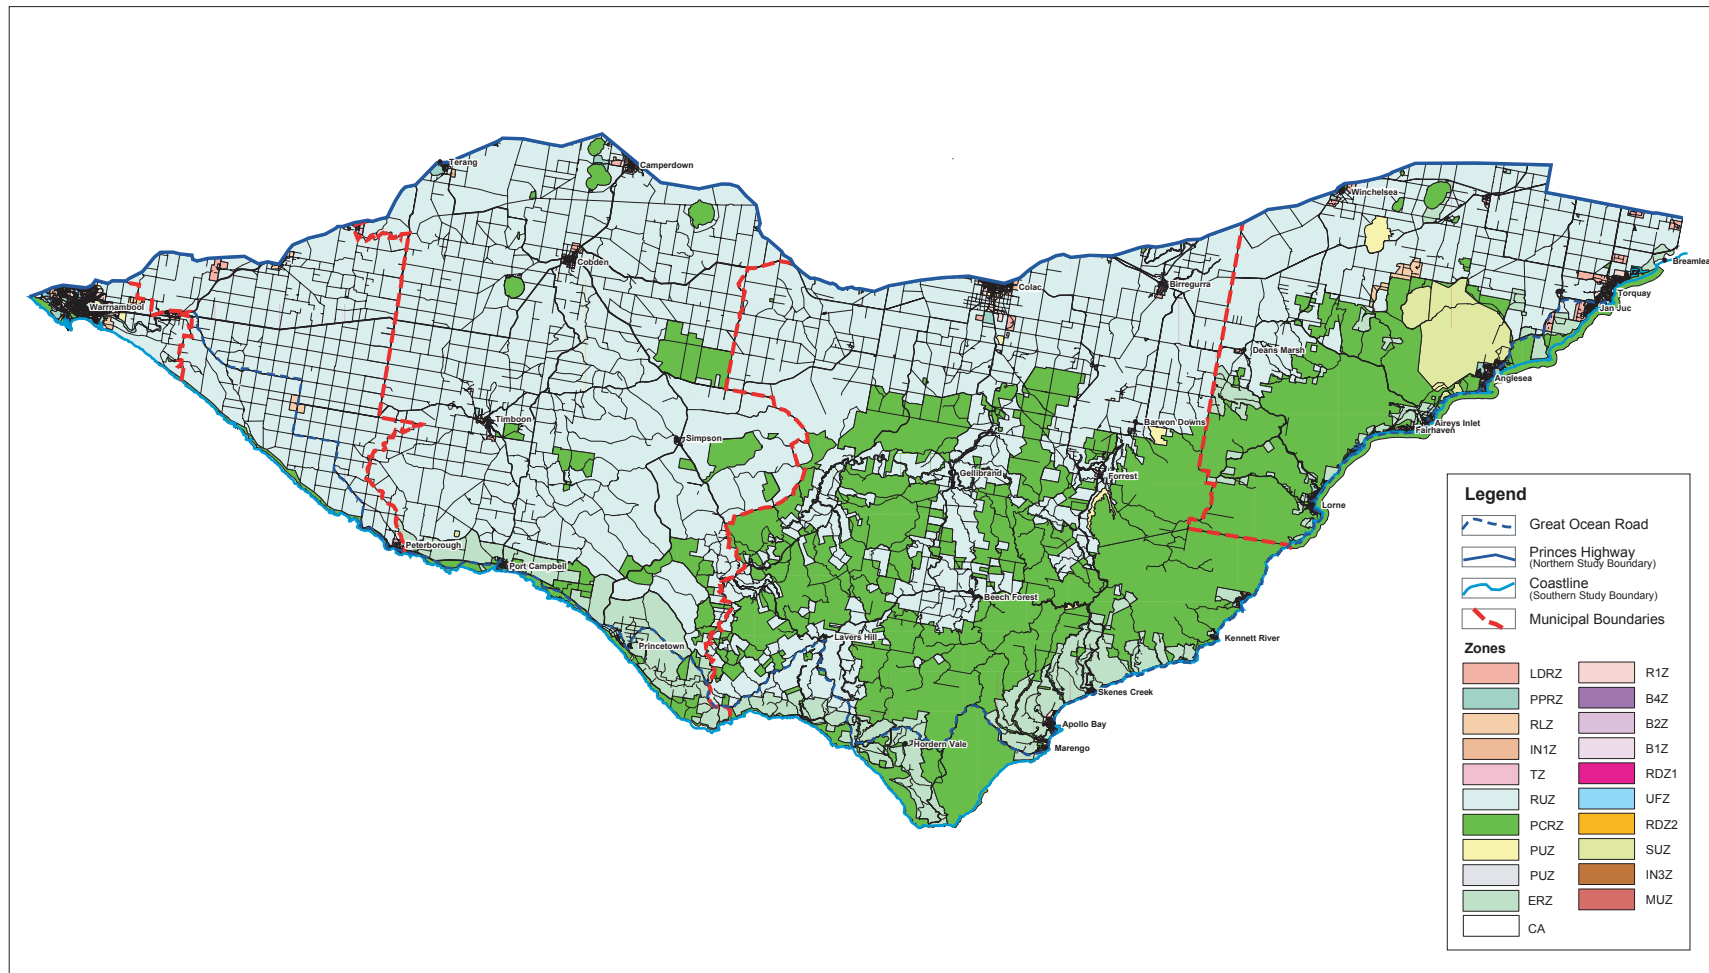 Terang
Camperdown
Winchelsea
Cobden
Breamlea
Colac
Birregurra
Torquay
Warrnambool
Jan Juc
Deans Marsh
Anglesea
Timboon
Barwon Downs
Aireys Inlet
Fairhaven
Simpson
Gellibrand
Forrest
Lorne
Peterborough
Port Campbell
Beech Forest
Lavers Hill
Kennett River
Princetown
Skenes Creek
Apollo Bay
Hordern Vale
Marengo
Legend
Great Ocean Road
Princes Highway
(Northern Study Boundary)
Coastline
(Southern Study Boundary)
Municipal Boundaries
Zones
LDRZ
PPRZ
RLZ
IN1Z
TZ
RUZ
PCRZ
PUZ
PUZ
ERZ
CA
R1Z
B4Z
B2Z
B1Z
RDZ1
UFZ
RDZ2
SUZ
IN3Z
MUZ